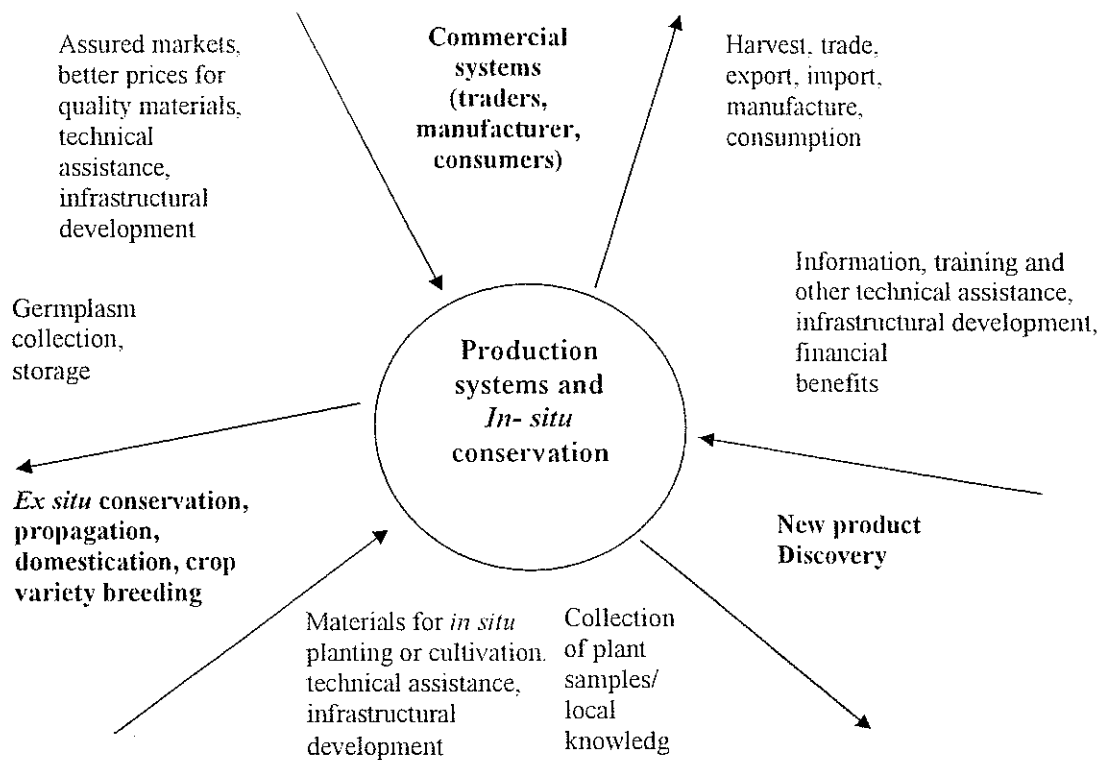 Assured markets,
better prices for
quality materials,
technical
assistance,
infrastructural
development
Commercial
systems
(traders,
manufacturer,
consumers)
Harvest, trade,
export, import,
manufacture,
consumption
Germplasm
collection,
storage
Production
systems and
In- situ
conservation
Information, training and
other technical assistance,
infrastructural development,
financial
benefits
Ex situ conservation,
propagation,
domestication, crop
variety breeding
New product
Discovery
Materials for in situ
planting or cultivation.
technical assistance,
infrastructural
development
Collection
of plant
samples/
local
knowledg